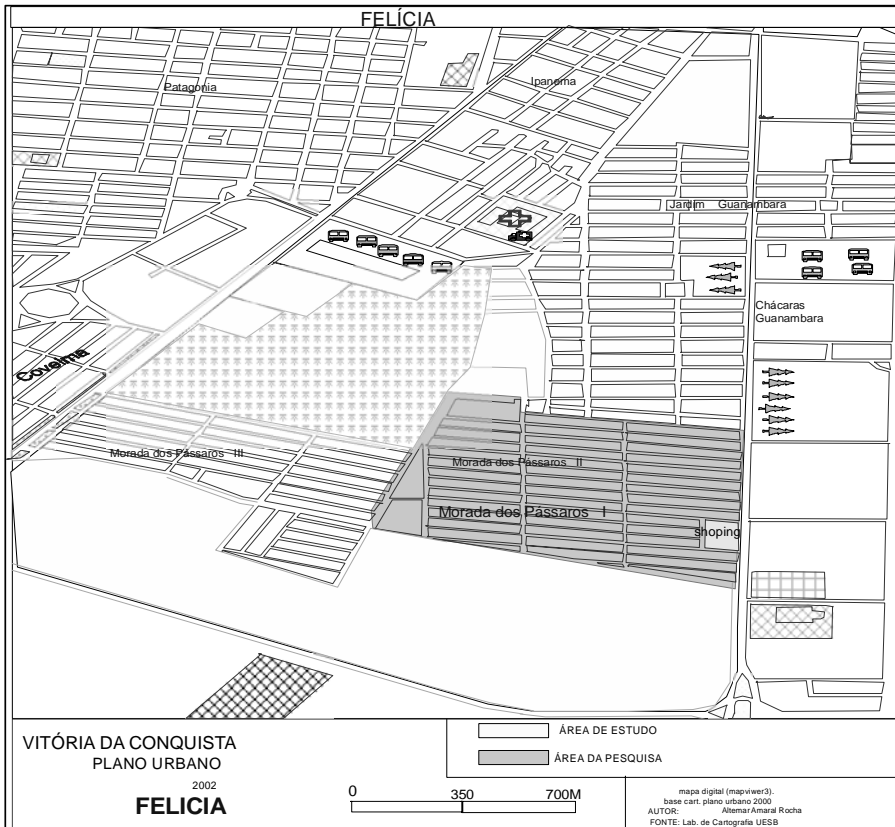 FELÍCIA
Patagonia
Ipanoma
Jardim Guanambara
Chácaras
Guanambara
Coveima
Morada dos Pássaros III
Morada dos Pássaros II
Morada dos Pássaros I
shoping
VITÓRIA DA CONQUISTA
PLANO URBANO
2002
FELICIA
ÁREA DE ESTUDO
ÁREA DA PESQUISA
0 350 700M
mapa digital (mapviwer3).
base cart. plano urbano 2000
AUTOR: Altemar Amaral Rocha
FONTE: Lab. de Cartografia UESB